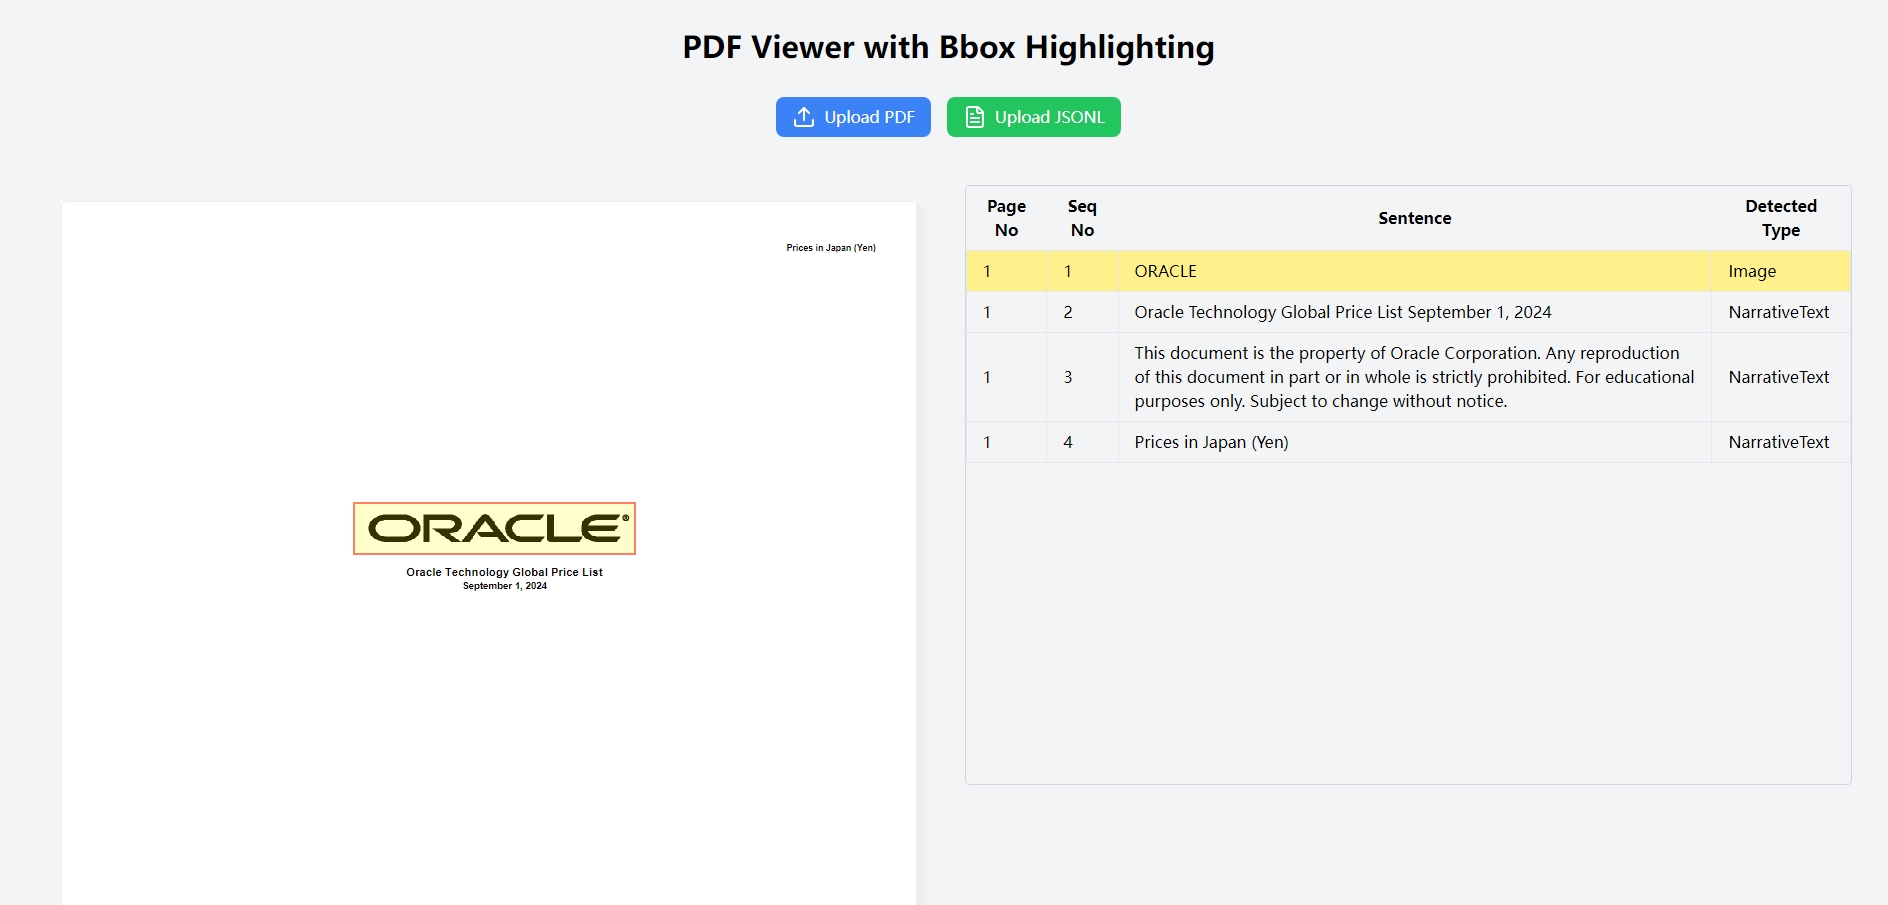 PDF Viewer with Bbox Highlighting
Upload PDF
Upload JSONL
Prices in Japan (Yen)
ORACLE®
Oracle Technology Global Price List
September 1, 2024
Page No
Seq No
Sentence
Detected Type
1 1 ORACLE Image
1 2 Oracle Technology Global Price List September 1, 2024 NarrativeText
This document is the property of Oracle Corporation. Any reproduction
1 3 of this document in part or in whole is strictly prohibited. For educational NarrativeText
purposes only. Subject to change without notice.
1 4 Prices in Japan (Yen) NarrativeText